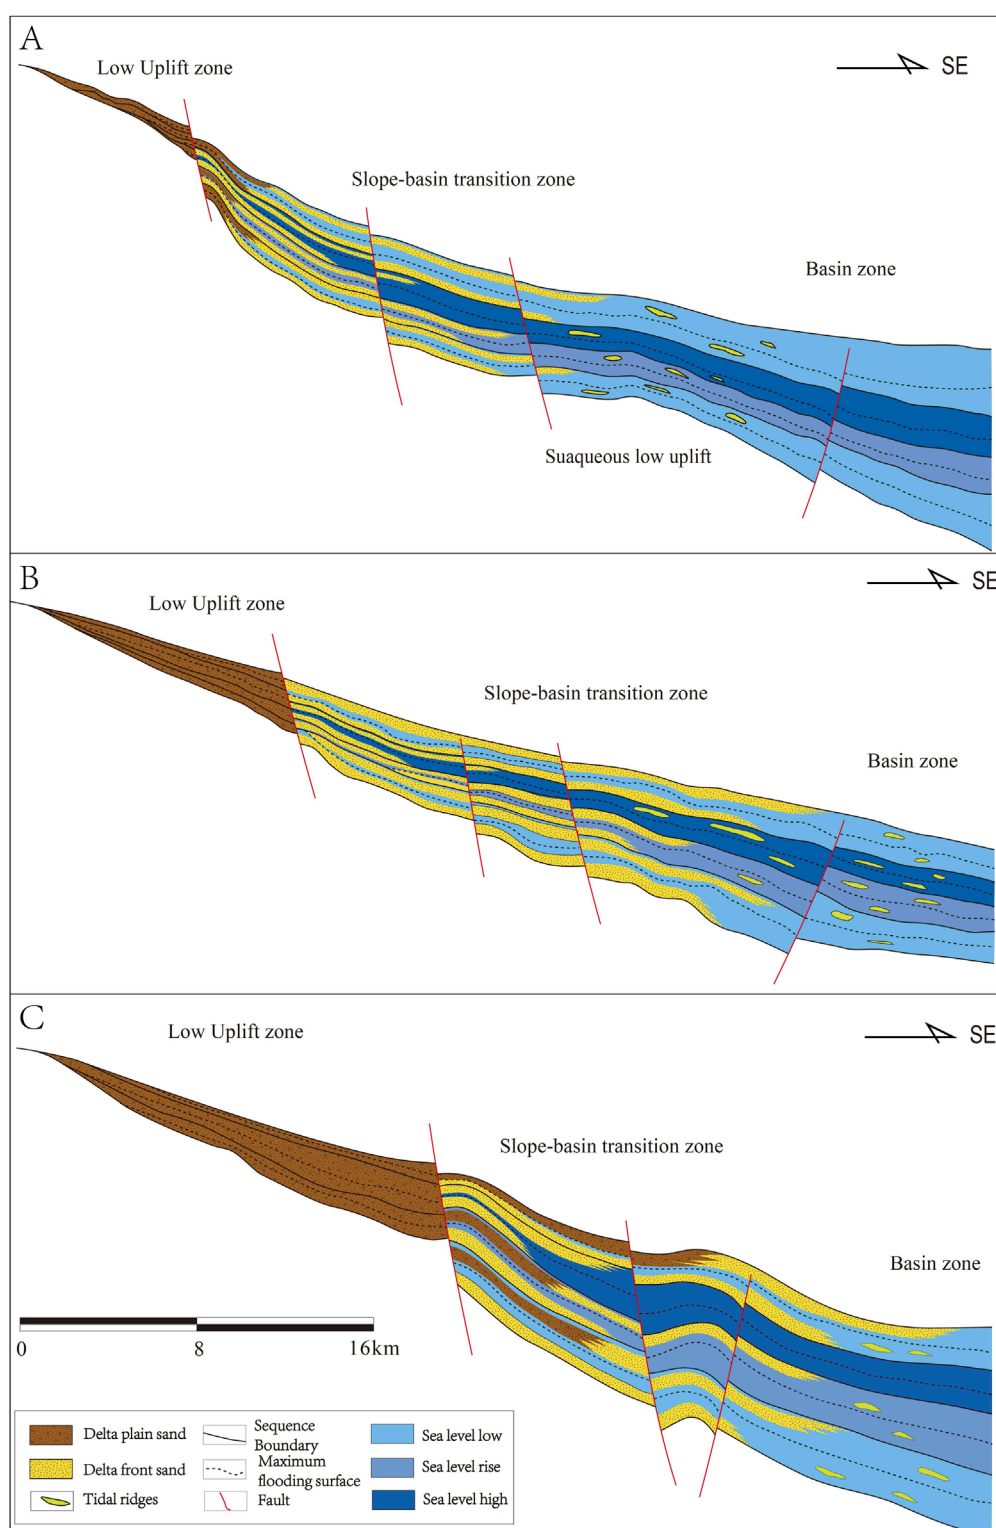 A
Low Uplift zone
SE
Slope-basin transition zone
Basin zone
Suaqueous low uplift
B
SE
Low Uplift zone
Slope-basin transition zone
Basin zone
C
Low Uplift zone
SE
Slope-basin transition zone
Basin zone
0 8 16km
Delta plain sand
Sequence
Boundary
Sea level low
Delta front sand
Maximum
flooding surface
Sea level rise
Tidal ridges
Fault
Sea level high